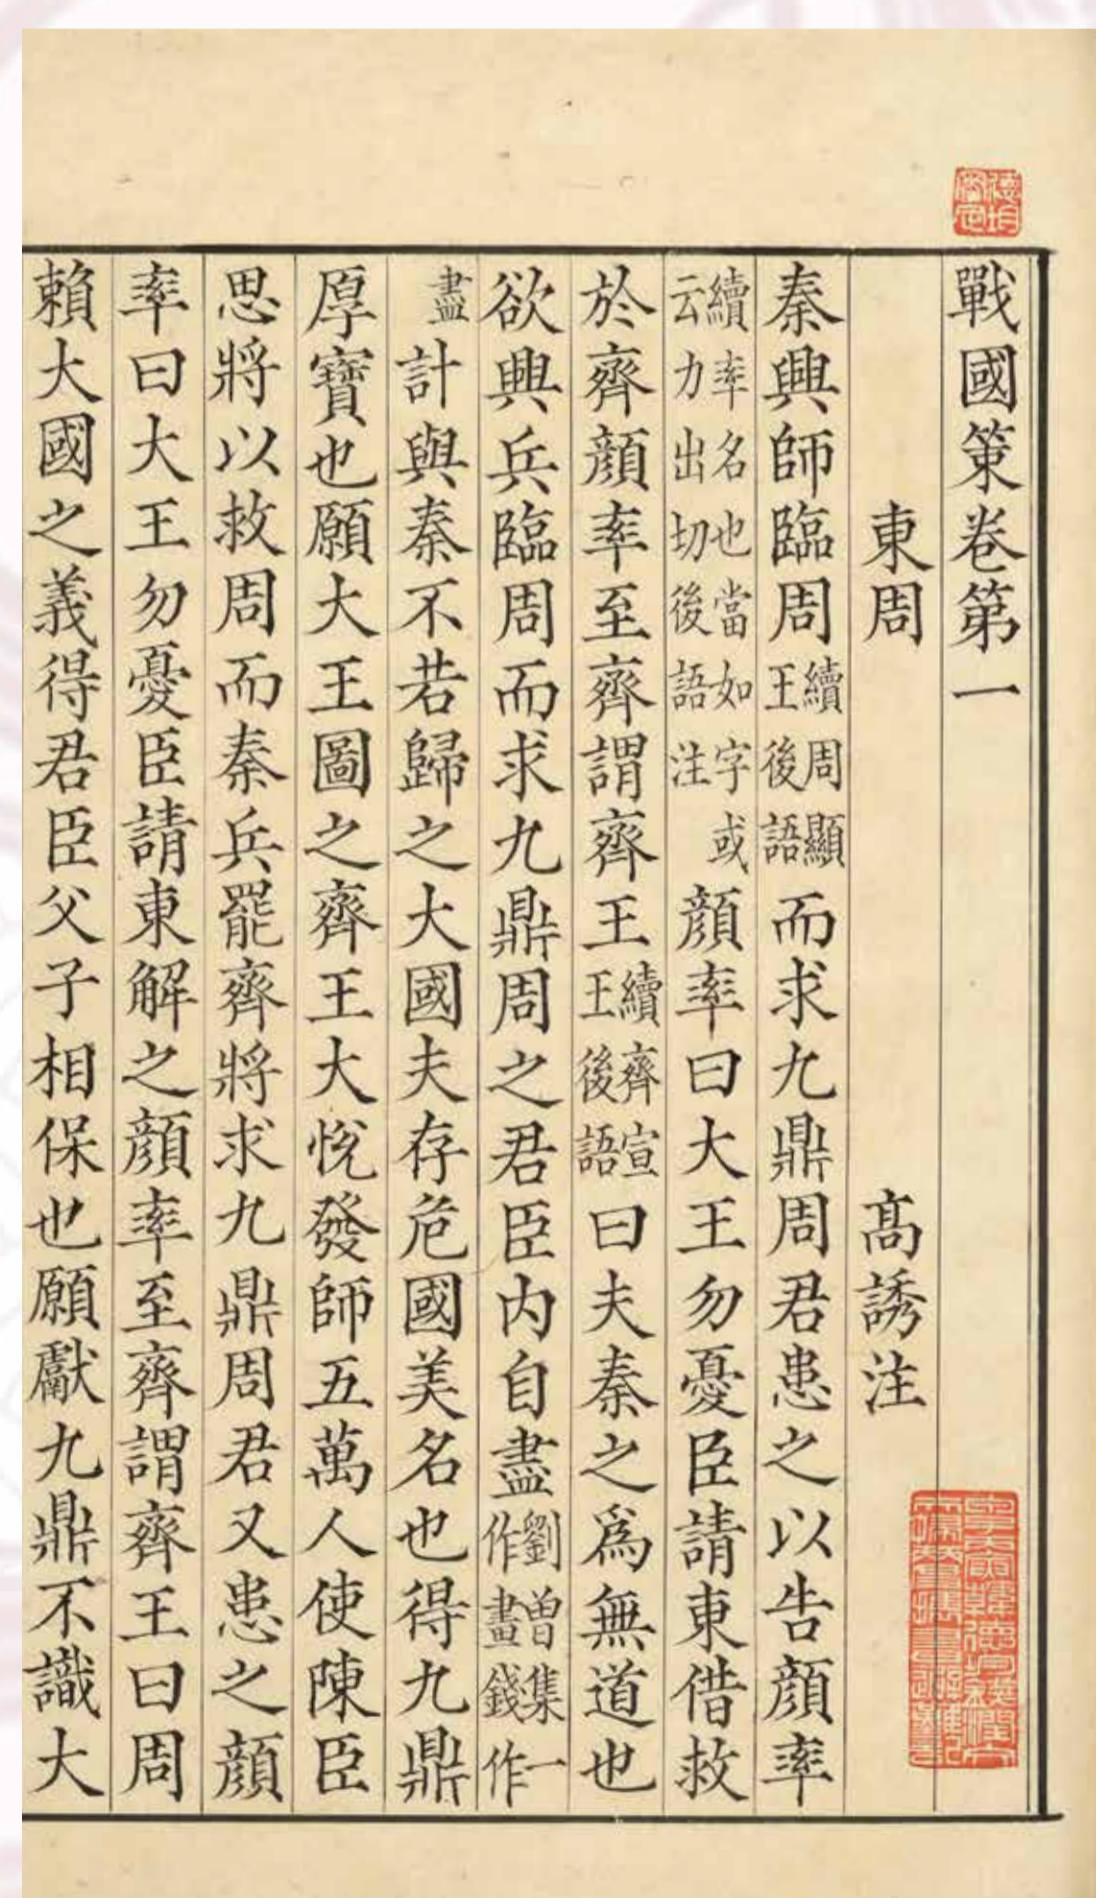 戰國策卷第一
東周 高誘注
秦興師臨周續周顯王後語而求九鼎周君患之以告顔率
續率名也當如字或云力出切後語注顔率曰大王勿憂臣請東借救
於齊顔率至齊謂齊王續齊宣王後語曰夫秦之爲無道也
欲興兵臨周而求九鼎周之君臣内自盡劉曽集一作畫錢作
盡計與秦不若歸之大國夫存危國美名也得九鼎
厚寶也願大王圖之齊王大悅發師五萬人使陳臣
思將以救周而秦兵罷齊將求九鼎周君又患之顔
率曰大王勿憂臣請東解之顔率至齊謂齊王曰周
賴大國之義得君臣父子相保也願獻九鼎不識大